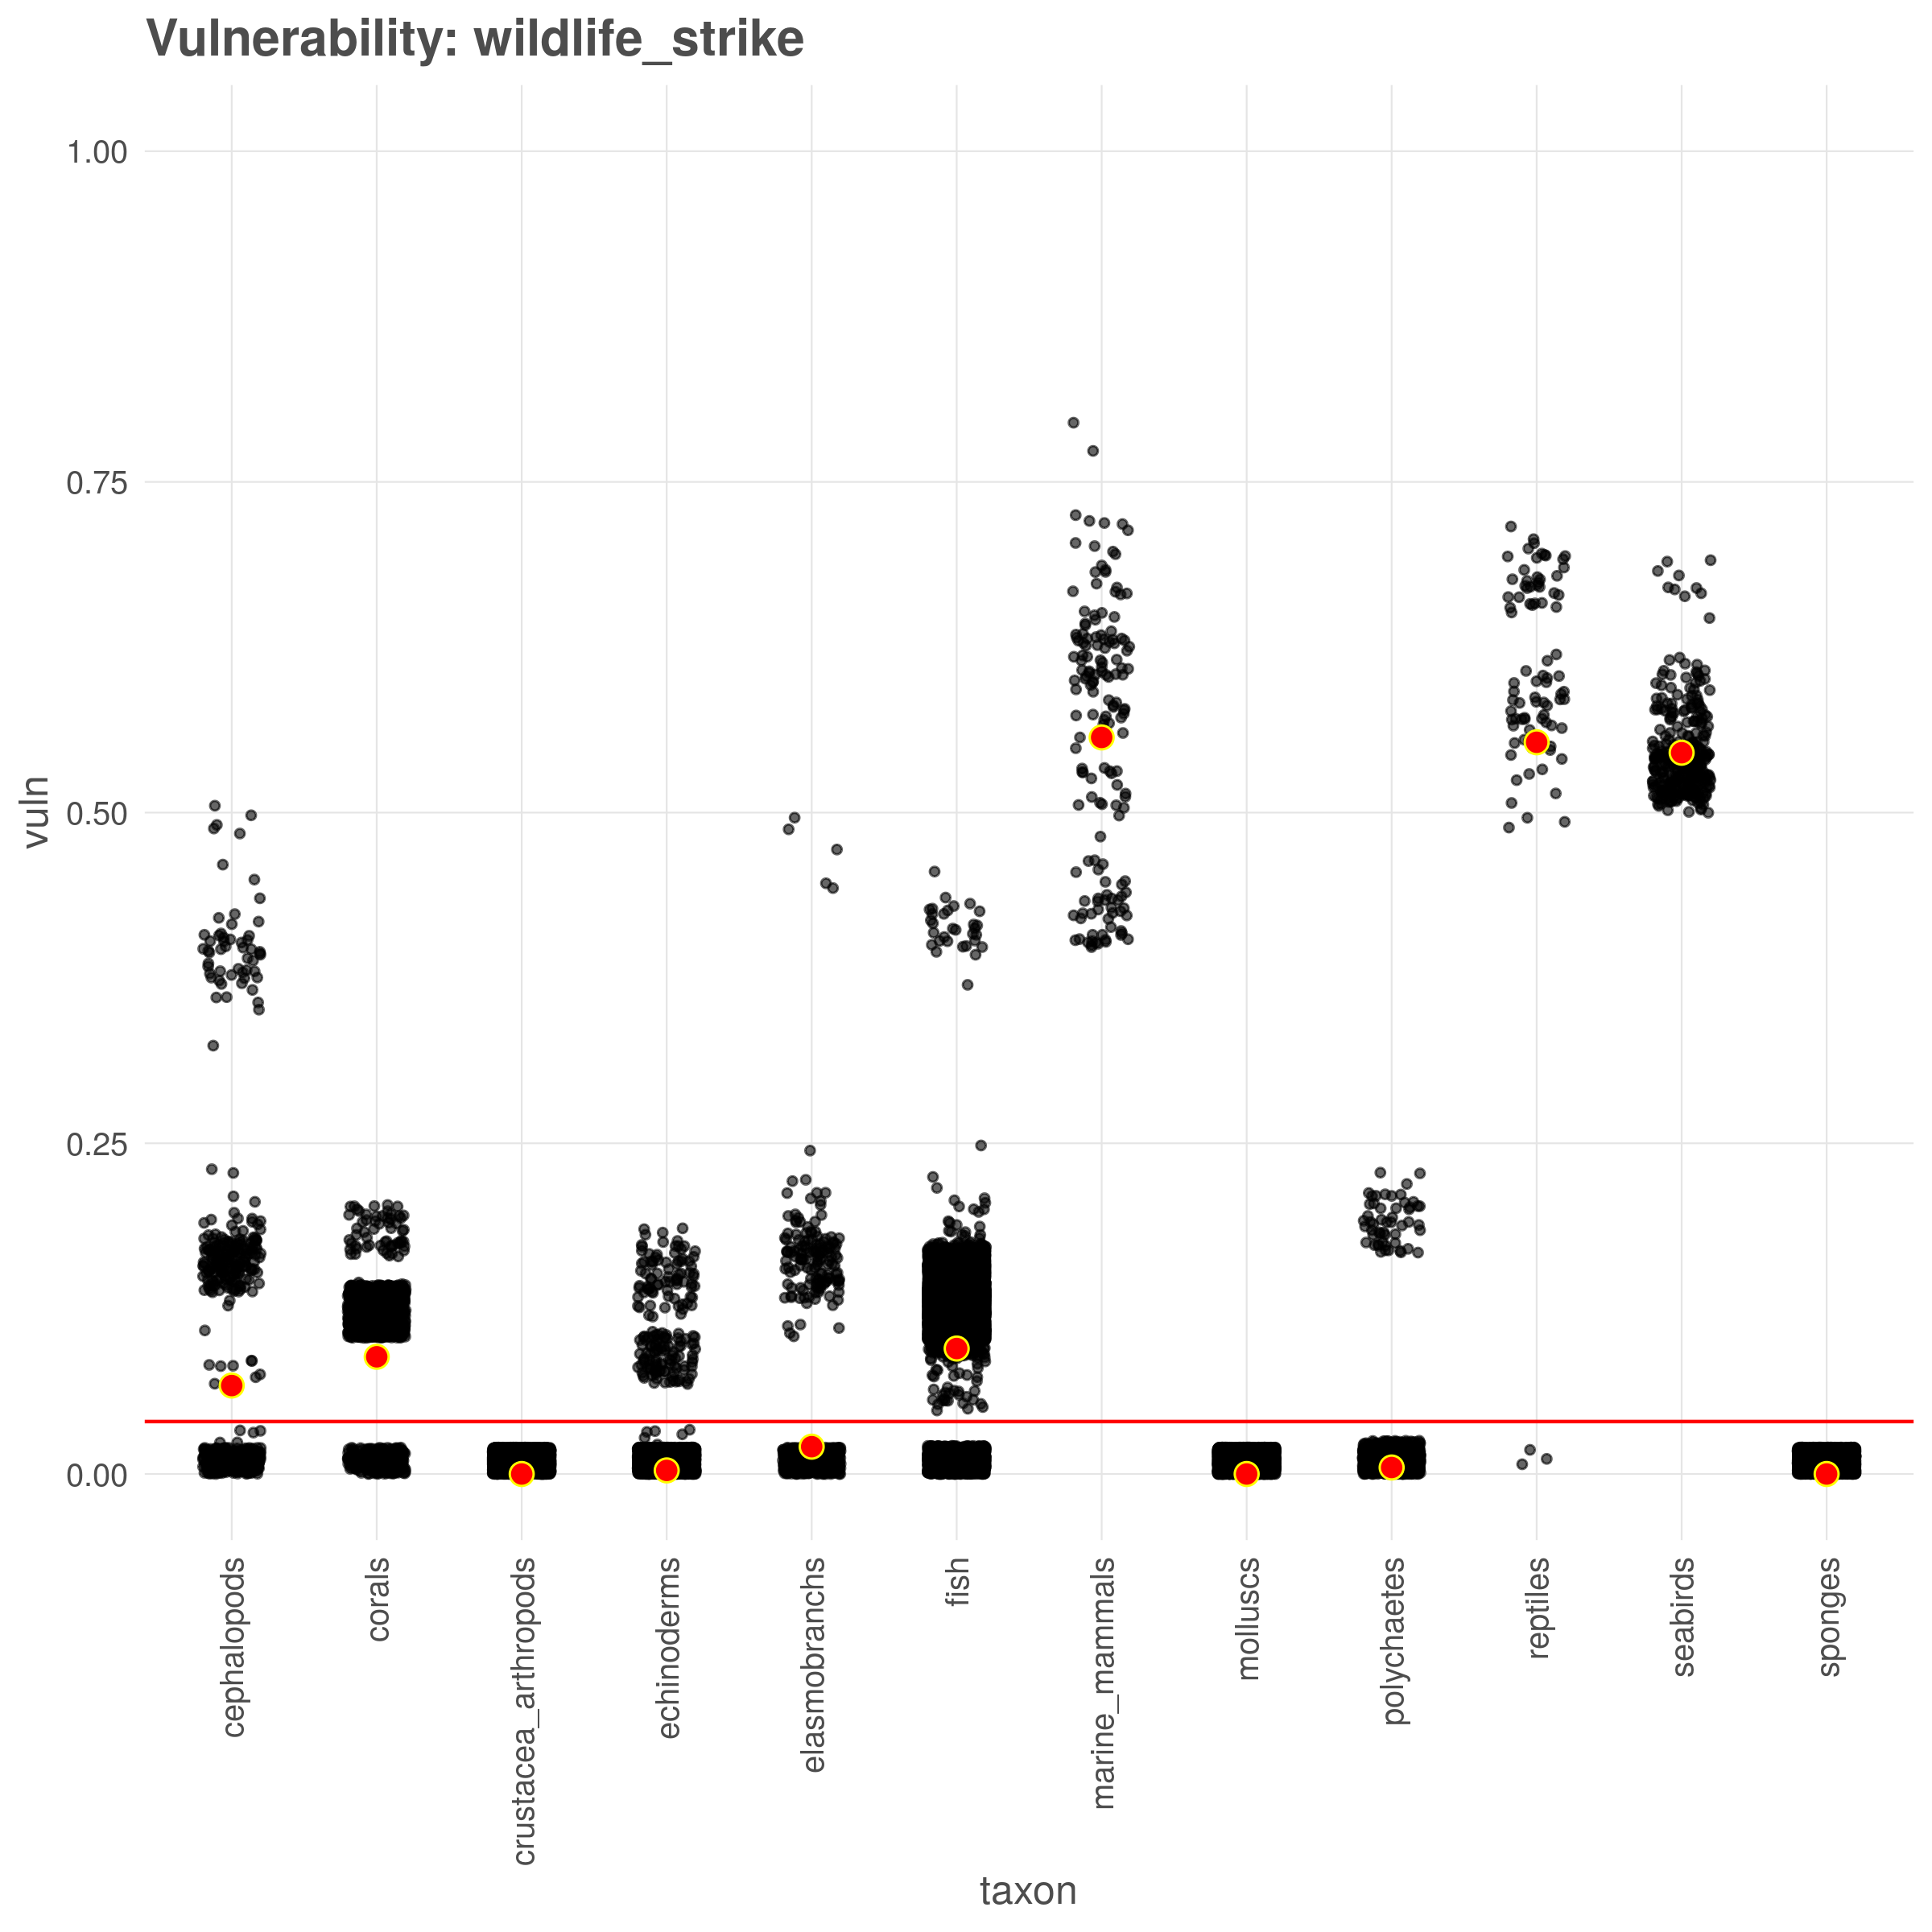 Vulnerability: wildlife_strike
vuln
1.00
0.75
0.50
0.25
0.00
cephalopods
corals
crustacea_arthropods
echinoderms
elasmobranchs
fish
marine_mammals
molluscs
polychaetes
reptiles
seabirds
sponges
taxon